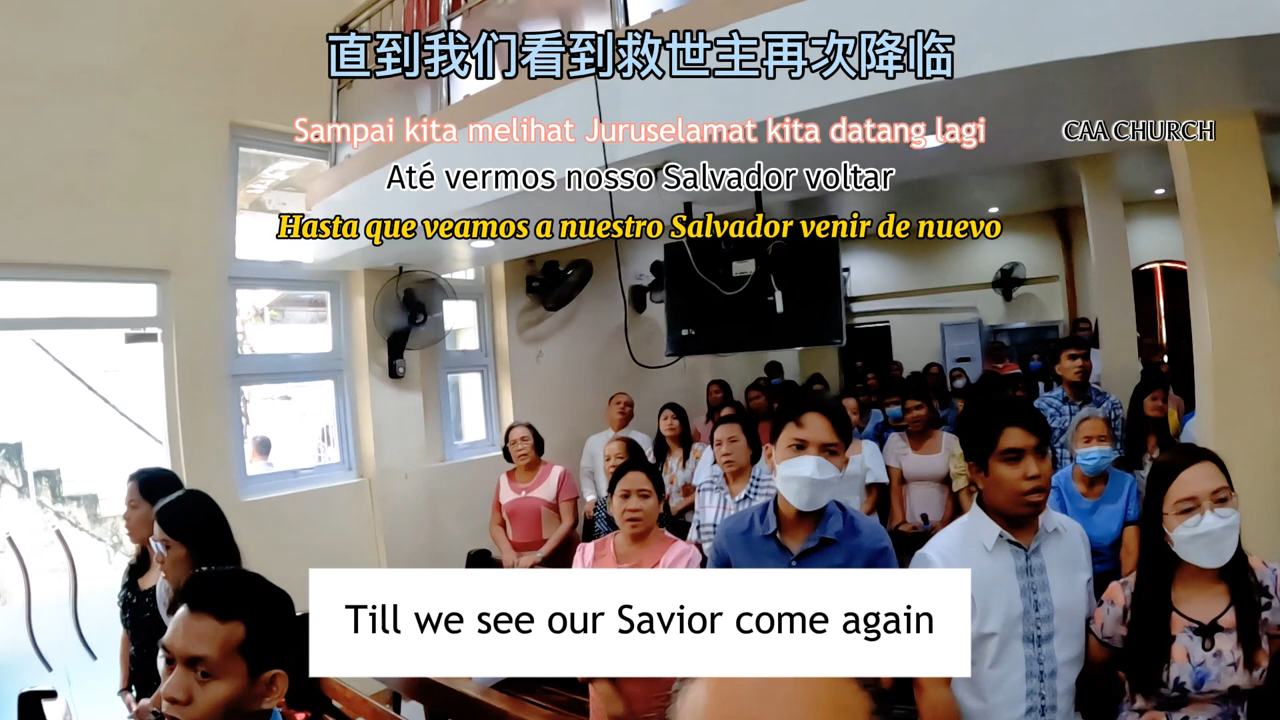 直到我们看到救世主再次降临
Sampai kita melihat Juruselamat kita datang lagi
CAA CHURCH
Até vermos nosso Salvador voltar
Hasta que veamos a nuestro Salvador venir de nuevo
Till we see our Savior come again